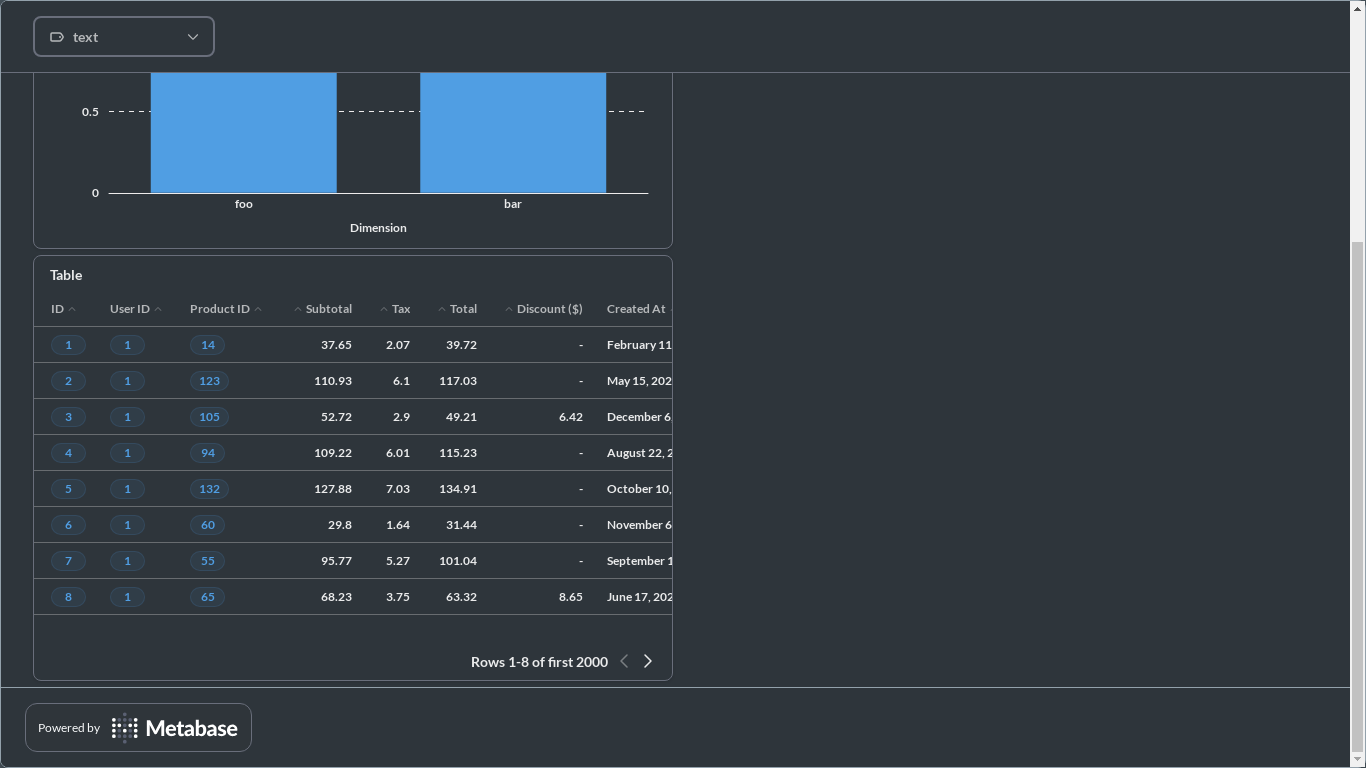 text
0.5
0
foo bar
Dimension
Table
ID User ID Product ID Subtotal Tax Total Discount ($) Created At
1 1 14 37.65 2.07 39.72 - February 11
2 1 123 110.93 6.1 117.03 - May 15, 202
3 1 105 52.72 2.9 49.21 6.42 December 6
4 1 94 109.22 6.01 115.23 - August 22, 2
5 1 132 127.88 7.03 134.91 - October 10,
6 1 60 29.8 1.64 31.44 - November 6
7 1 55 95.77 5.27 101.04 - September 1
8 1 65 68.23 3.75 63.32 8.65 June 17, 202
Rows 1-8 of first 2000
Powered by Metabase